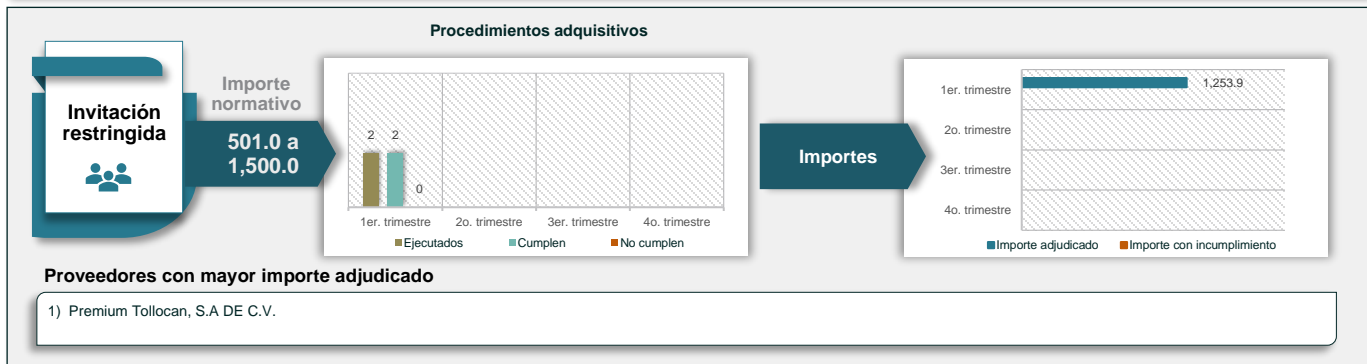 Procedimientos adquisitivos
Invitación
restringida
Importe
normativo
501.0 a
1,500.0
2 2
0
1er. trimestre 2o. trimestre 3er. trimestre 4o. trimestre
Ejecutados Cumplen No cumplen
Importes
1er. trimestre 1,253.9
2o. trimestre
3er. trimestre
4o. trimestre
Importe adjudicado Importe con incumplimiento
Proveedores con mayor importe adjudicado
1) Premium Tollocan, S.A DE C.V.